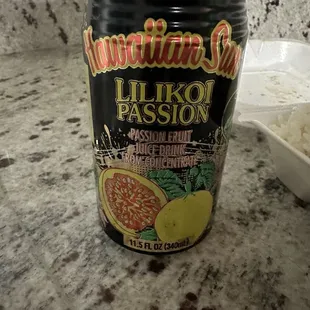 Hawaiian Sun
LILIKOI
PASSION
PASSION FRUIT
JUICE DRINK
FROM CONCENTRATE
11.5 FL OZ (340mL)